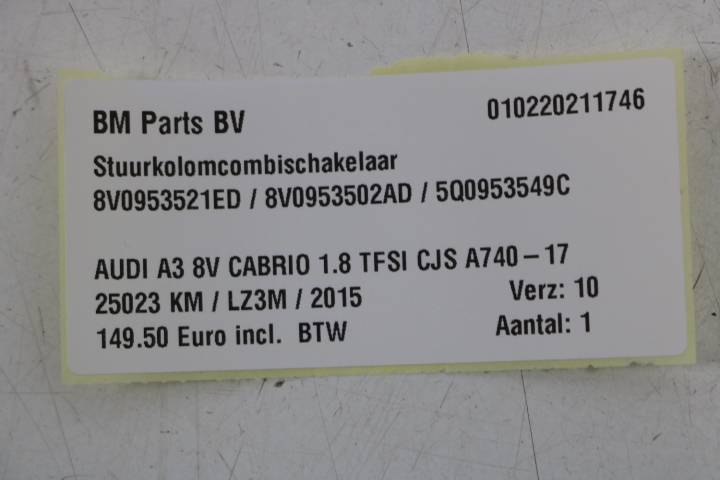 BM Parts BV 010220211746
Stuurkolomcombischakelaar
8V0953521ED / 8V0953502AD / 5Q0953549C
AUDI A3 8V CABRIO 1.8 TFSI CJS A740-17
25023 KM / LZ3M / 2015 Verz: 10
149.50 Euro incl. BTW Aantal: 1